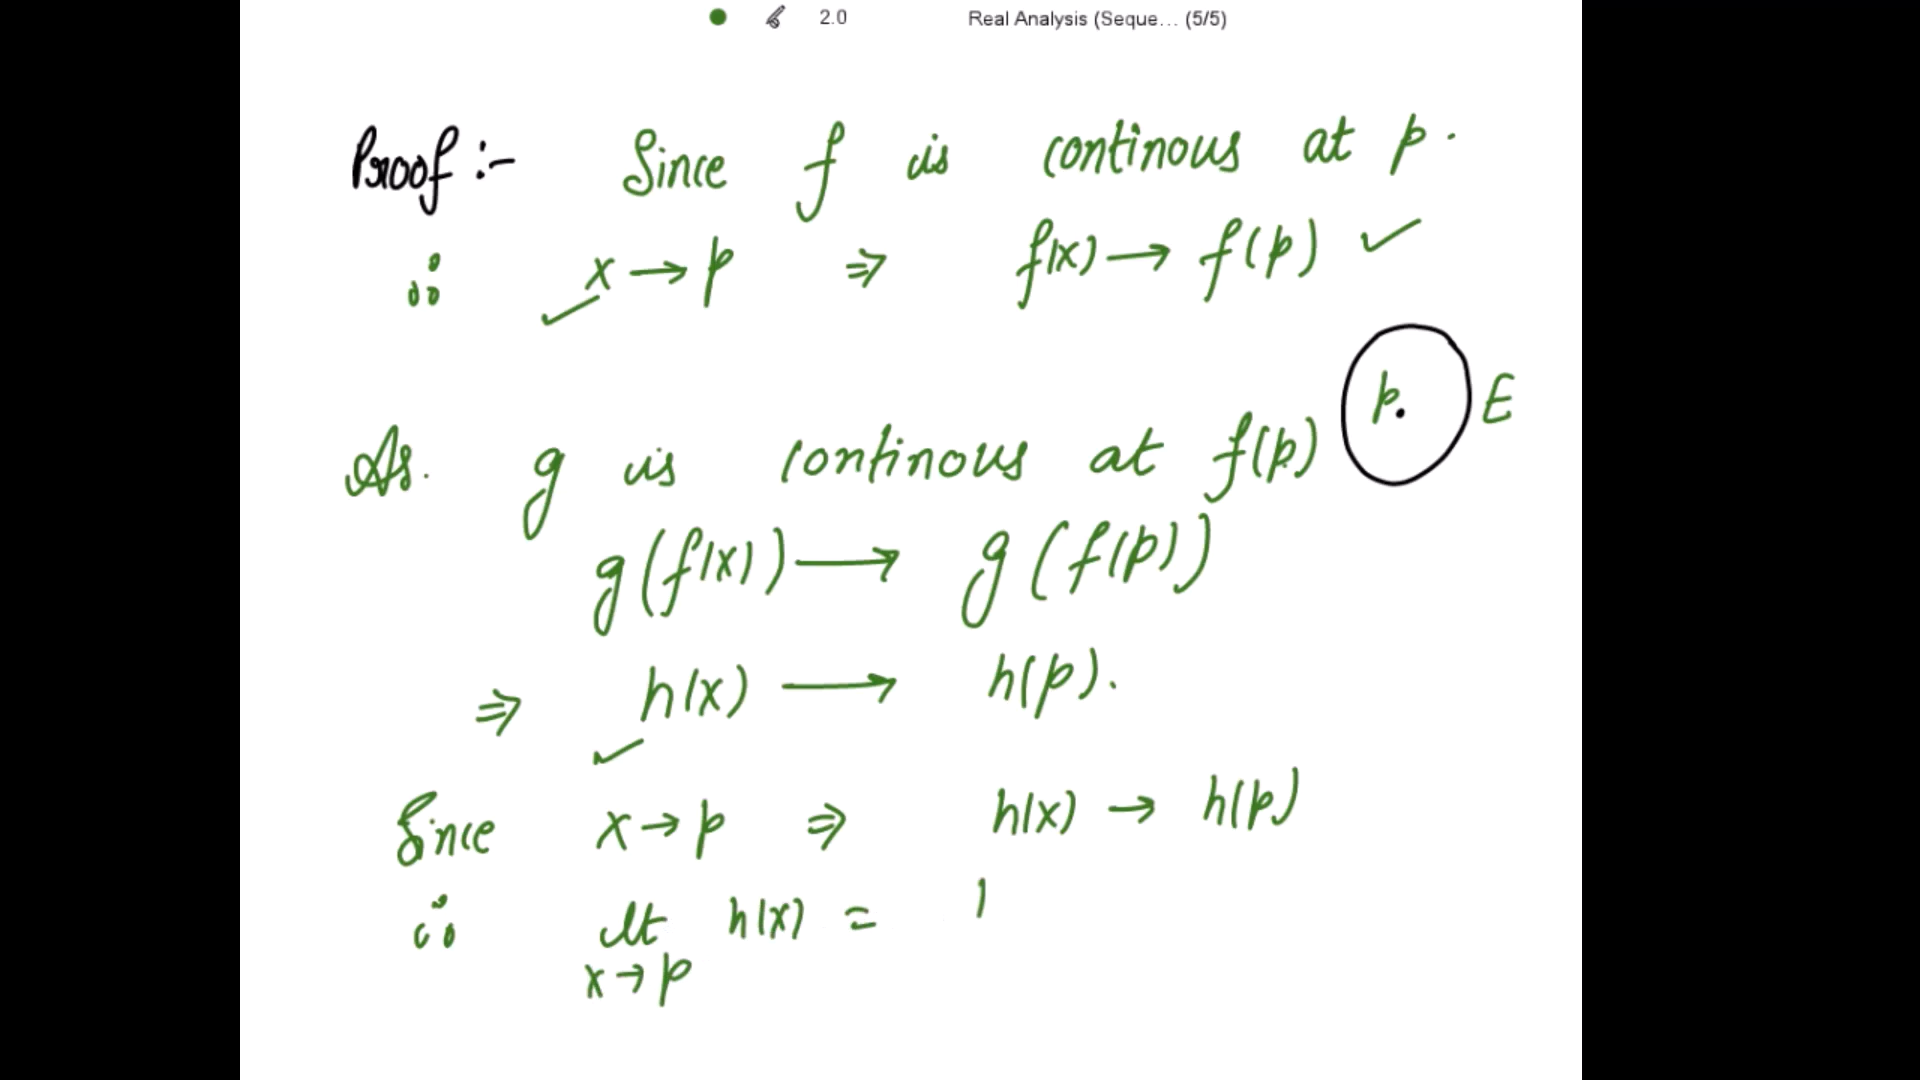 2.0 Real Analysis (Seque... (5/5)
Proof :- Since f is continous at p.
∴ x → p ⇒ f(x) → f(p) ✓
p. E
As. g is continous at f(p)
g(f(x)) → g(f(p))
⇒ h(x) → h(p).
Since x → p ⇒ h(x) → h(p)
∴ lt h(x) =
x → p